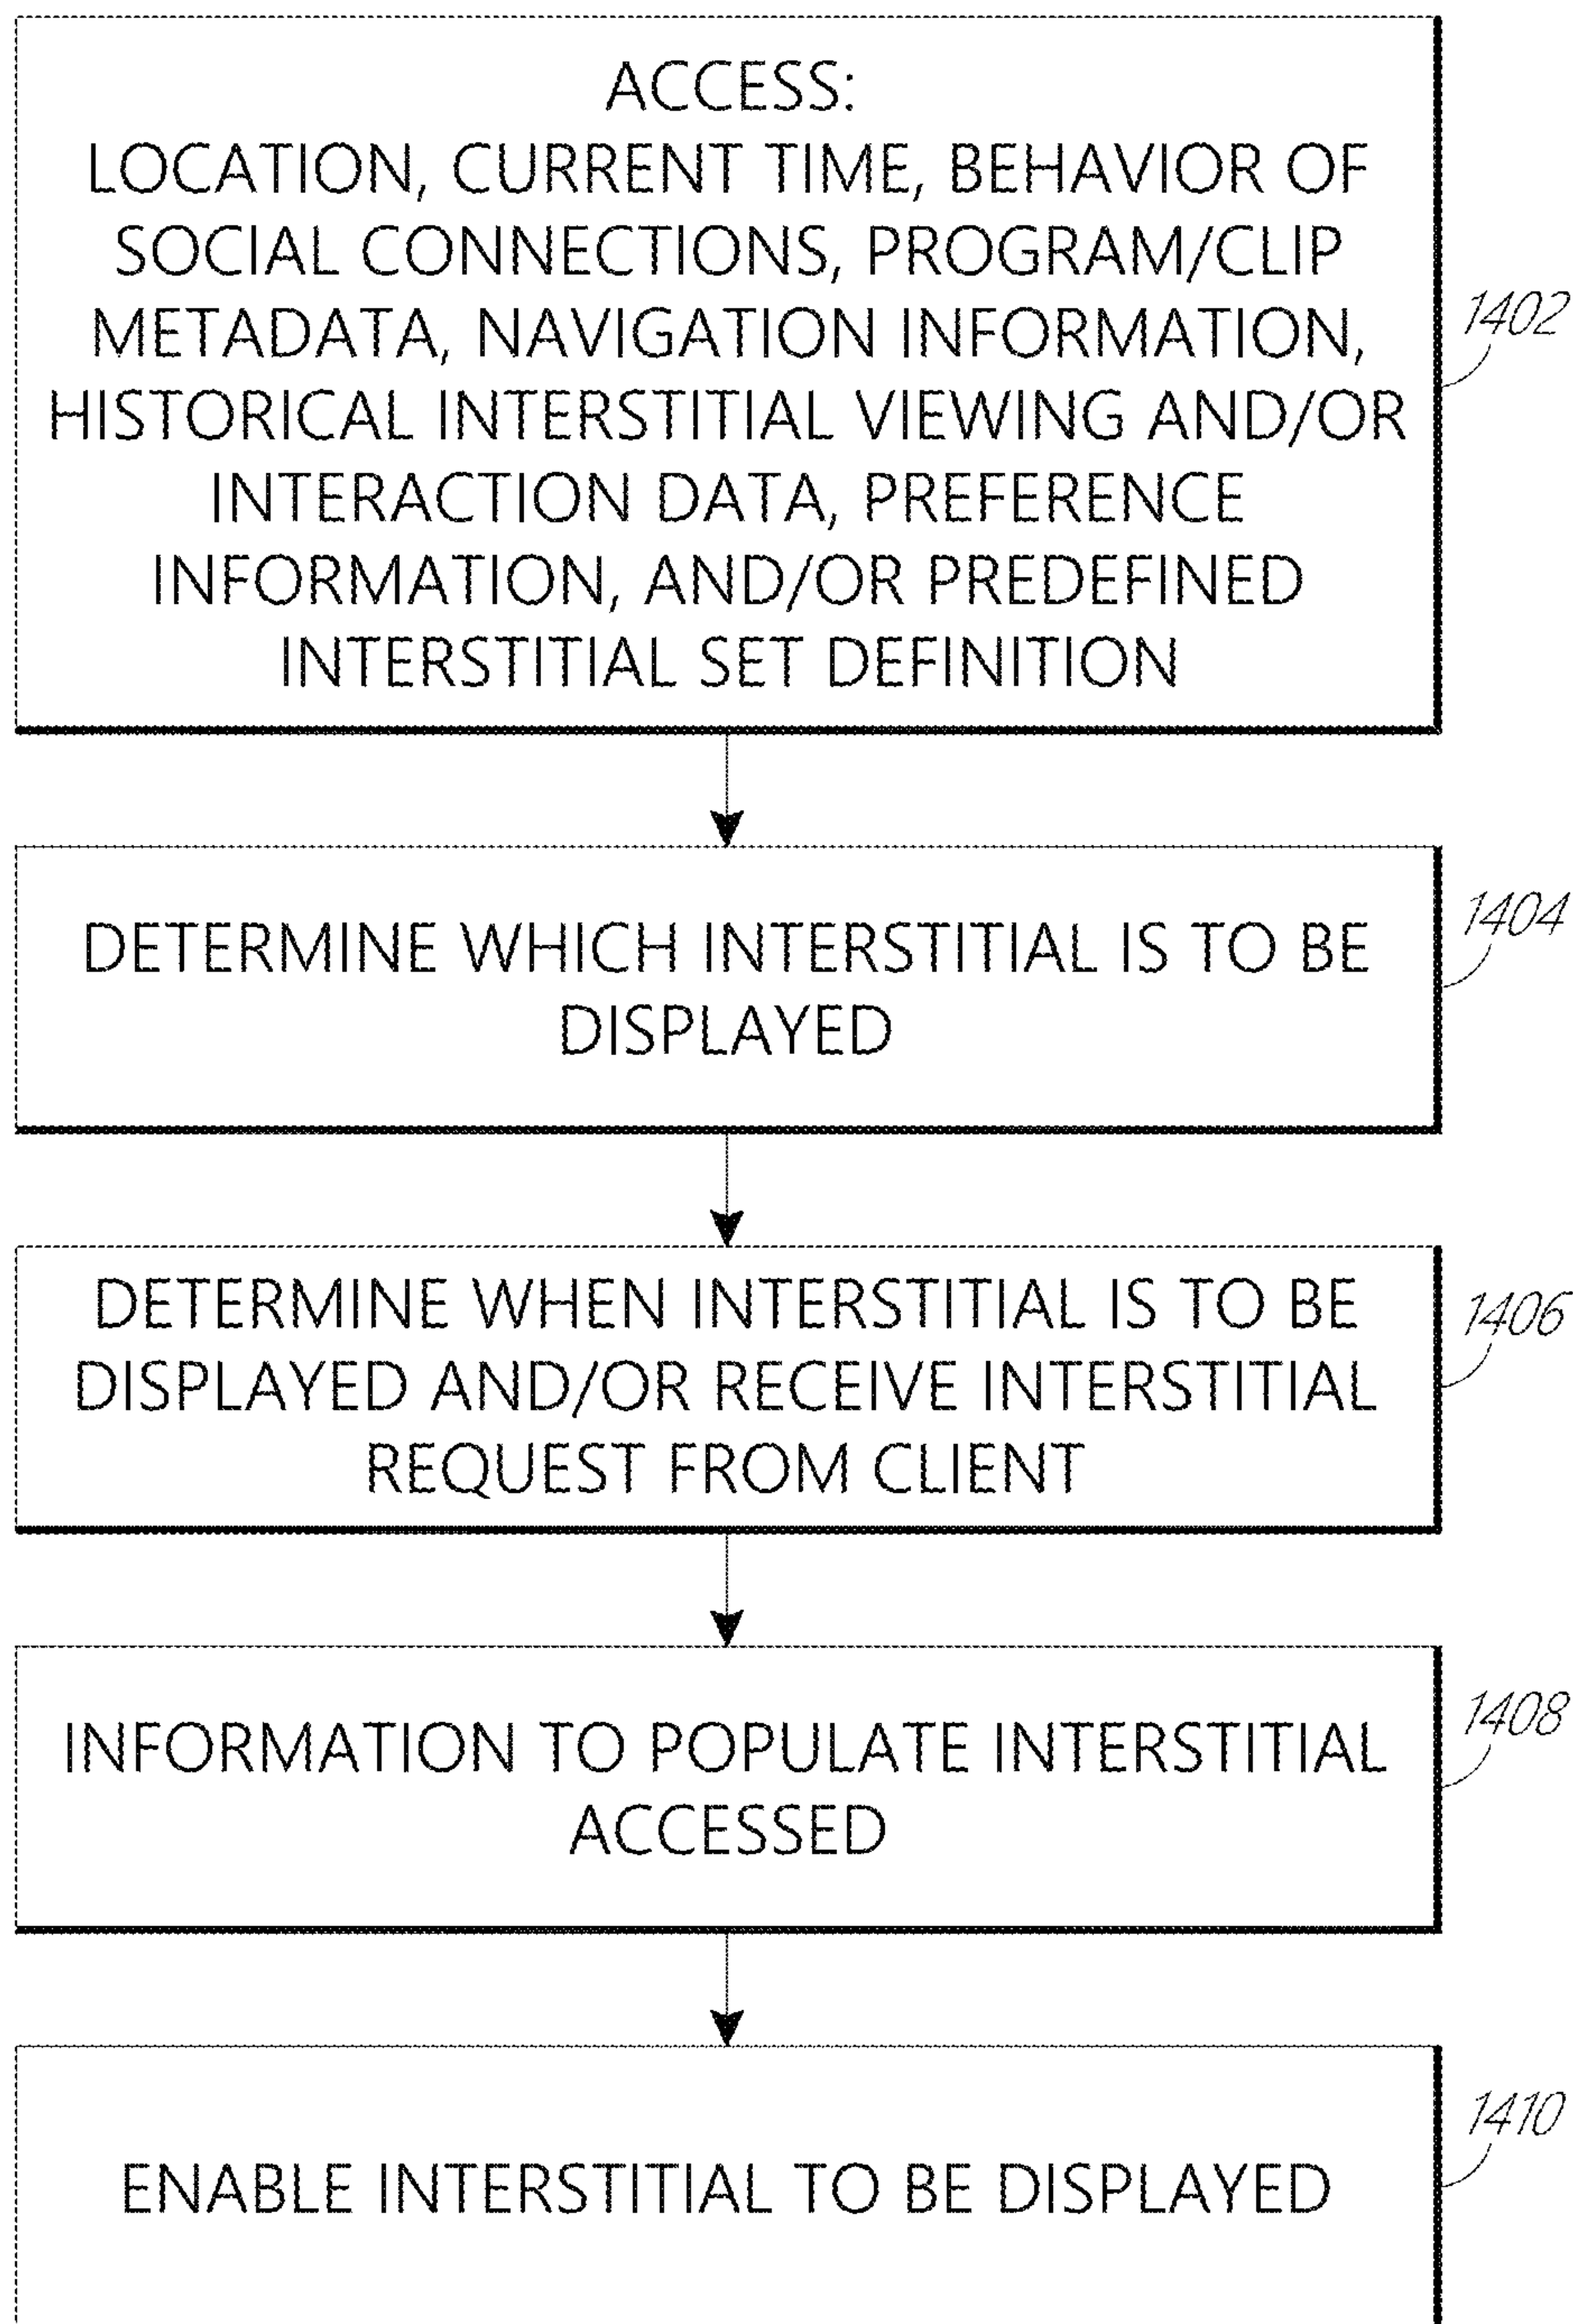 ACCESS:
LOCATION, CURRENT TIME, BEHAVIOR OF
SOCIAL CONNECTIONS, PROGRAM/CLIP
METADATA, NAVIGATION INFORMATION,
HISTORICAL INTERSTITIAL VIEWING AND/OR
INTERACTION DATA, PREFERENCE
INFORMATION, AND/OR PREDEFINED
INTERSTITIAL SET DEFINITION
1402
DETERMINE WHICH INTERSTITIAL IS TO BE
DISPLAYED
1404
DETERMINE WHEN INTERSTITIAL IS TO BE
DISPLAYED AND/OR RECEIVE INTERSTITIAL
REQUEST FROM CLIENT
1406
INFORMATION TO POPULATE INTERSTITIAL
ACCESSED
1408
ENABLE INTERSTITIAL TO BE DISPLAYED
1410